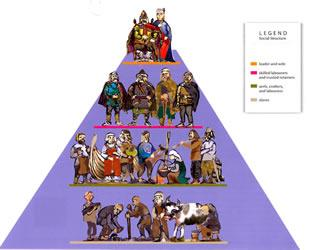 LEGEND
Social Structure
leader and wife
skilled labourers
and trusted retainers
serfs, crofters,
and labourers
slaves